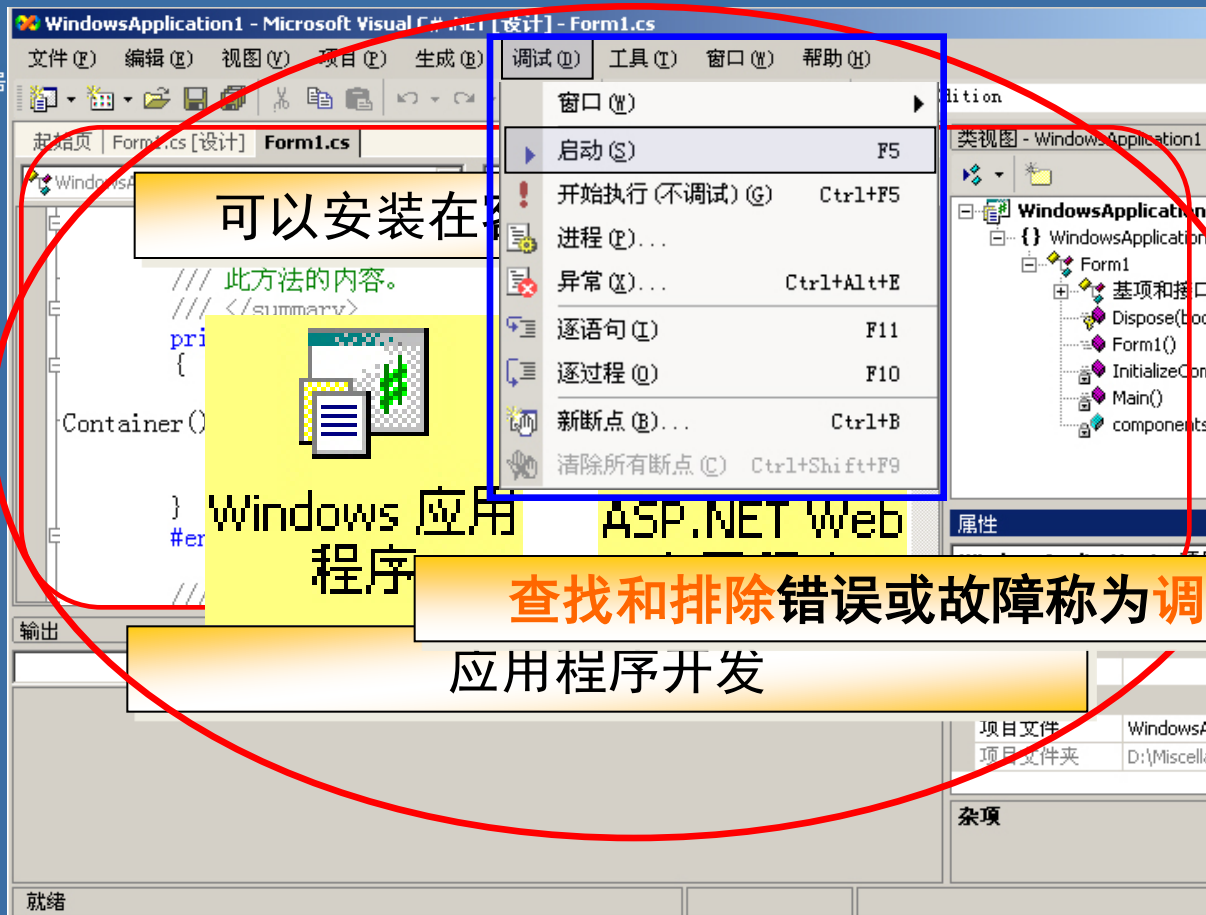 WindowsApplication1 - Microsoft Visual C# .NET [设计] - Form1.cs
文件(F) 编辑(E) 视图(V) 项目(P) 生成(B) 调试(D) 工具(T) 窗口(W) 帮助(H)
窗口(W)
启动(S) F5
开始执行(不调试)(G) Ctrl+F5
进程(P)...
异常(X)... Ctrl+Alt+E
逐语句(I) F11
逐过程(O) F10
新断点(B)... Ctrl+B
清除所有断点(C) Ctrl+Shift+F9
起始页 Form1.cs [设计] Form1.cs
可以安装在
/// 此方法的内容。
/// </summary>
pri
{
Container()
}
#en
///
Windows 应用
程序
ASP.NET Web
查找和排除错误或故障称为调
应用程序开发
类视图 - WindowsApplication1
WindowsApplication
{} WindowsApplication
Form1
基项和接口
Dispose(boo
Form1()
InitializeCom
Main()
components
属性
项目文件 WindowsA
项目文件夹 D:\Miscella
杂项
输出
就绪